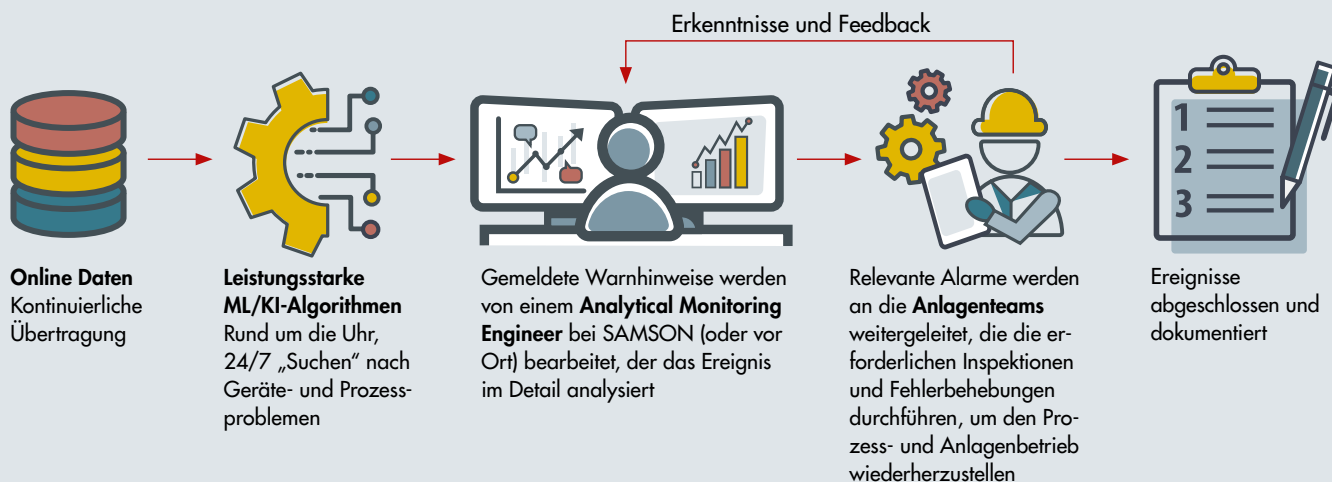 Erkenntnisse und Feedback
1
2
3
Online Daten
Kontinuierliche
Übertragung
Leistungsstarke
ML/KI-Algorithmen
Rund um die Uhr,
24/7 „Suchen“ nach
Geräte- und Prozess-
problemen
Gemeldete Warnhinweise werden
von einem Analytical Monitoring
Engineer bei SAMSON (oder vor
Ort) bearbeitet, der das Ereignis
im Detail analysiert
Relevante Alarme werden
an die Anlagenteams
weitergeleitet, die die er-
forderlichen Inspektionen
und Fehlerbehebungen
durchführen, um den Pro-
zess- und Anlagenbetrieb
wiederherzustellen
Ereignisse
abgeschlossen und
dokumentiert